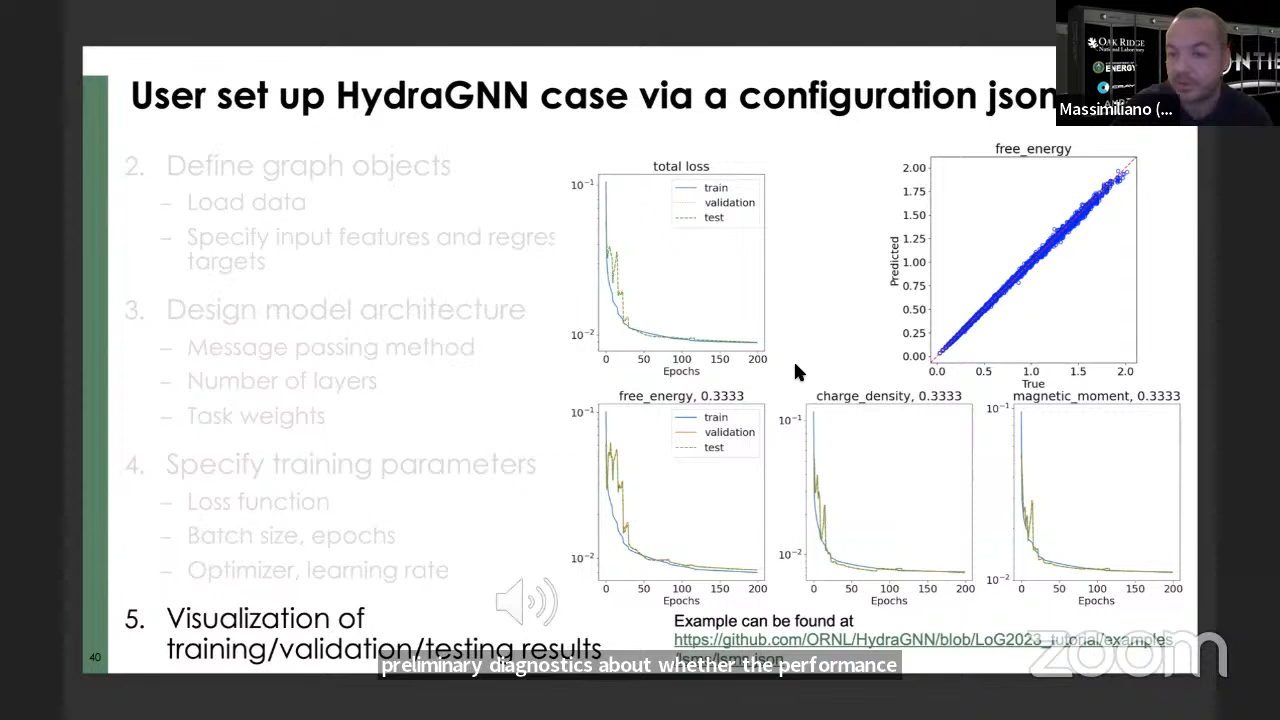 User set up HydraGNN case via a configuration json
OAK RIDGE
National Laboratory
ENERGY
CRAY
Massimiliano (...
2. Define graph objects
– Load data
– Specify input features and regres
targets
3. Design model architecture
– Message passing method
– Number of layers
– Task weights
4. Specify training parameters
– Loss function
– Batch size, epochs
– Optimizer, learning rate
5. Visualization of
training/validation/testing results
40
total loss
10⁻¹
10⁻²
train
validation
test
0 50 100 150 200
Epochs
free_energy
2.00
1.75
1.50
1.25
1.00
0.75
0.50
0.25
0.00
Predicted
0.0 0.5 1.0 1.5 2.0
True
free_energy, 0.3333
10⁻¹
10⁻²
train
validation
test
0 50 100 150 200
Epochs
charge_density, 0.3333
10⁻¹
10⁻²
0 50 100 150 200
Epochs
magnetic_moment, 0.3333
10⁻¹
10⁻²
0 50 100 150 200
Epochs
Example can be found at
https://github.com/ORNL/HydraGNN/blob/LoG2023_tutorial/examples
/lsms/lsms.json
preliminary diagnostics about whether the performance
zoom